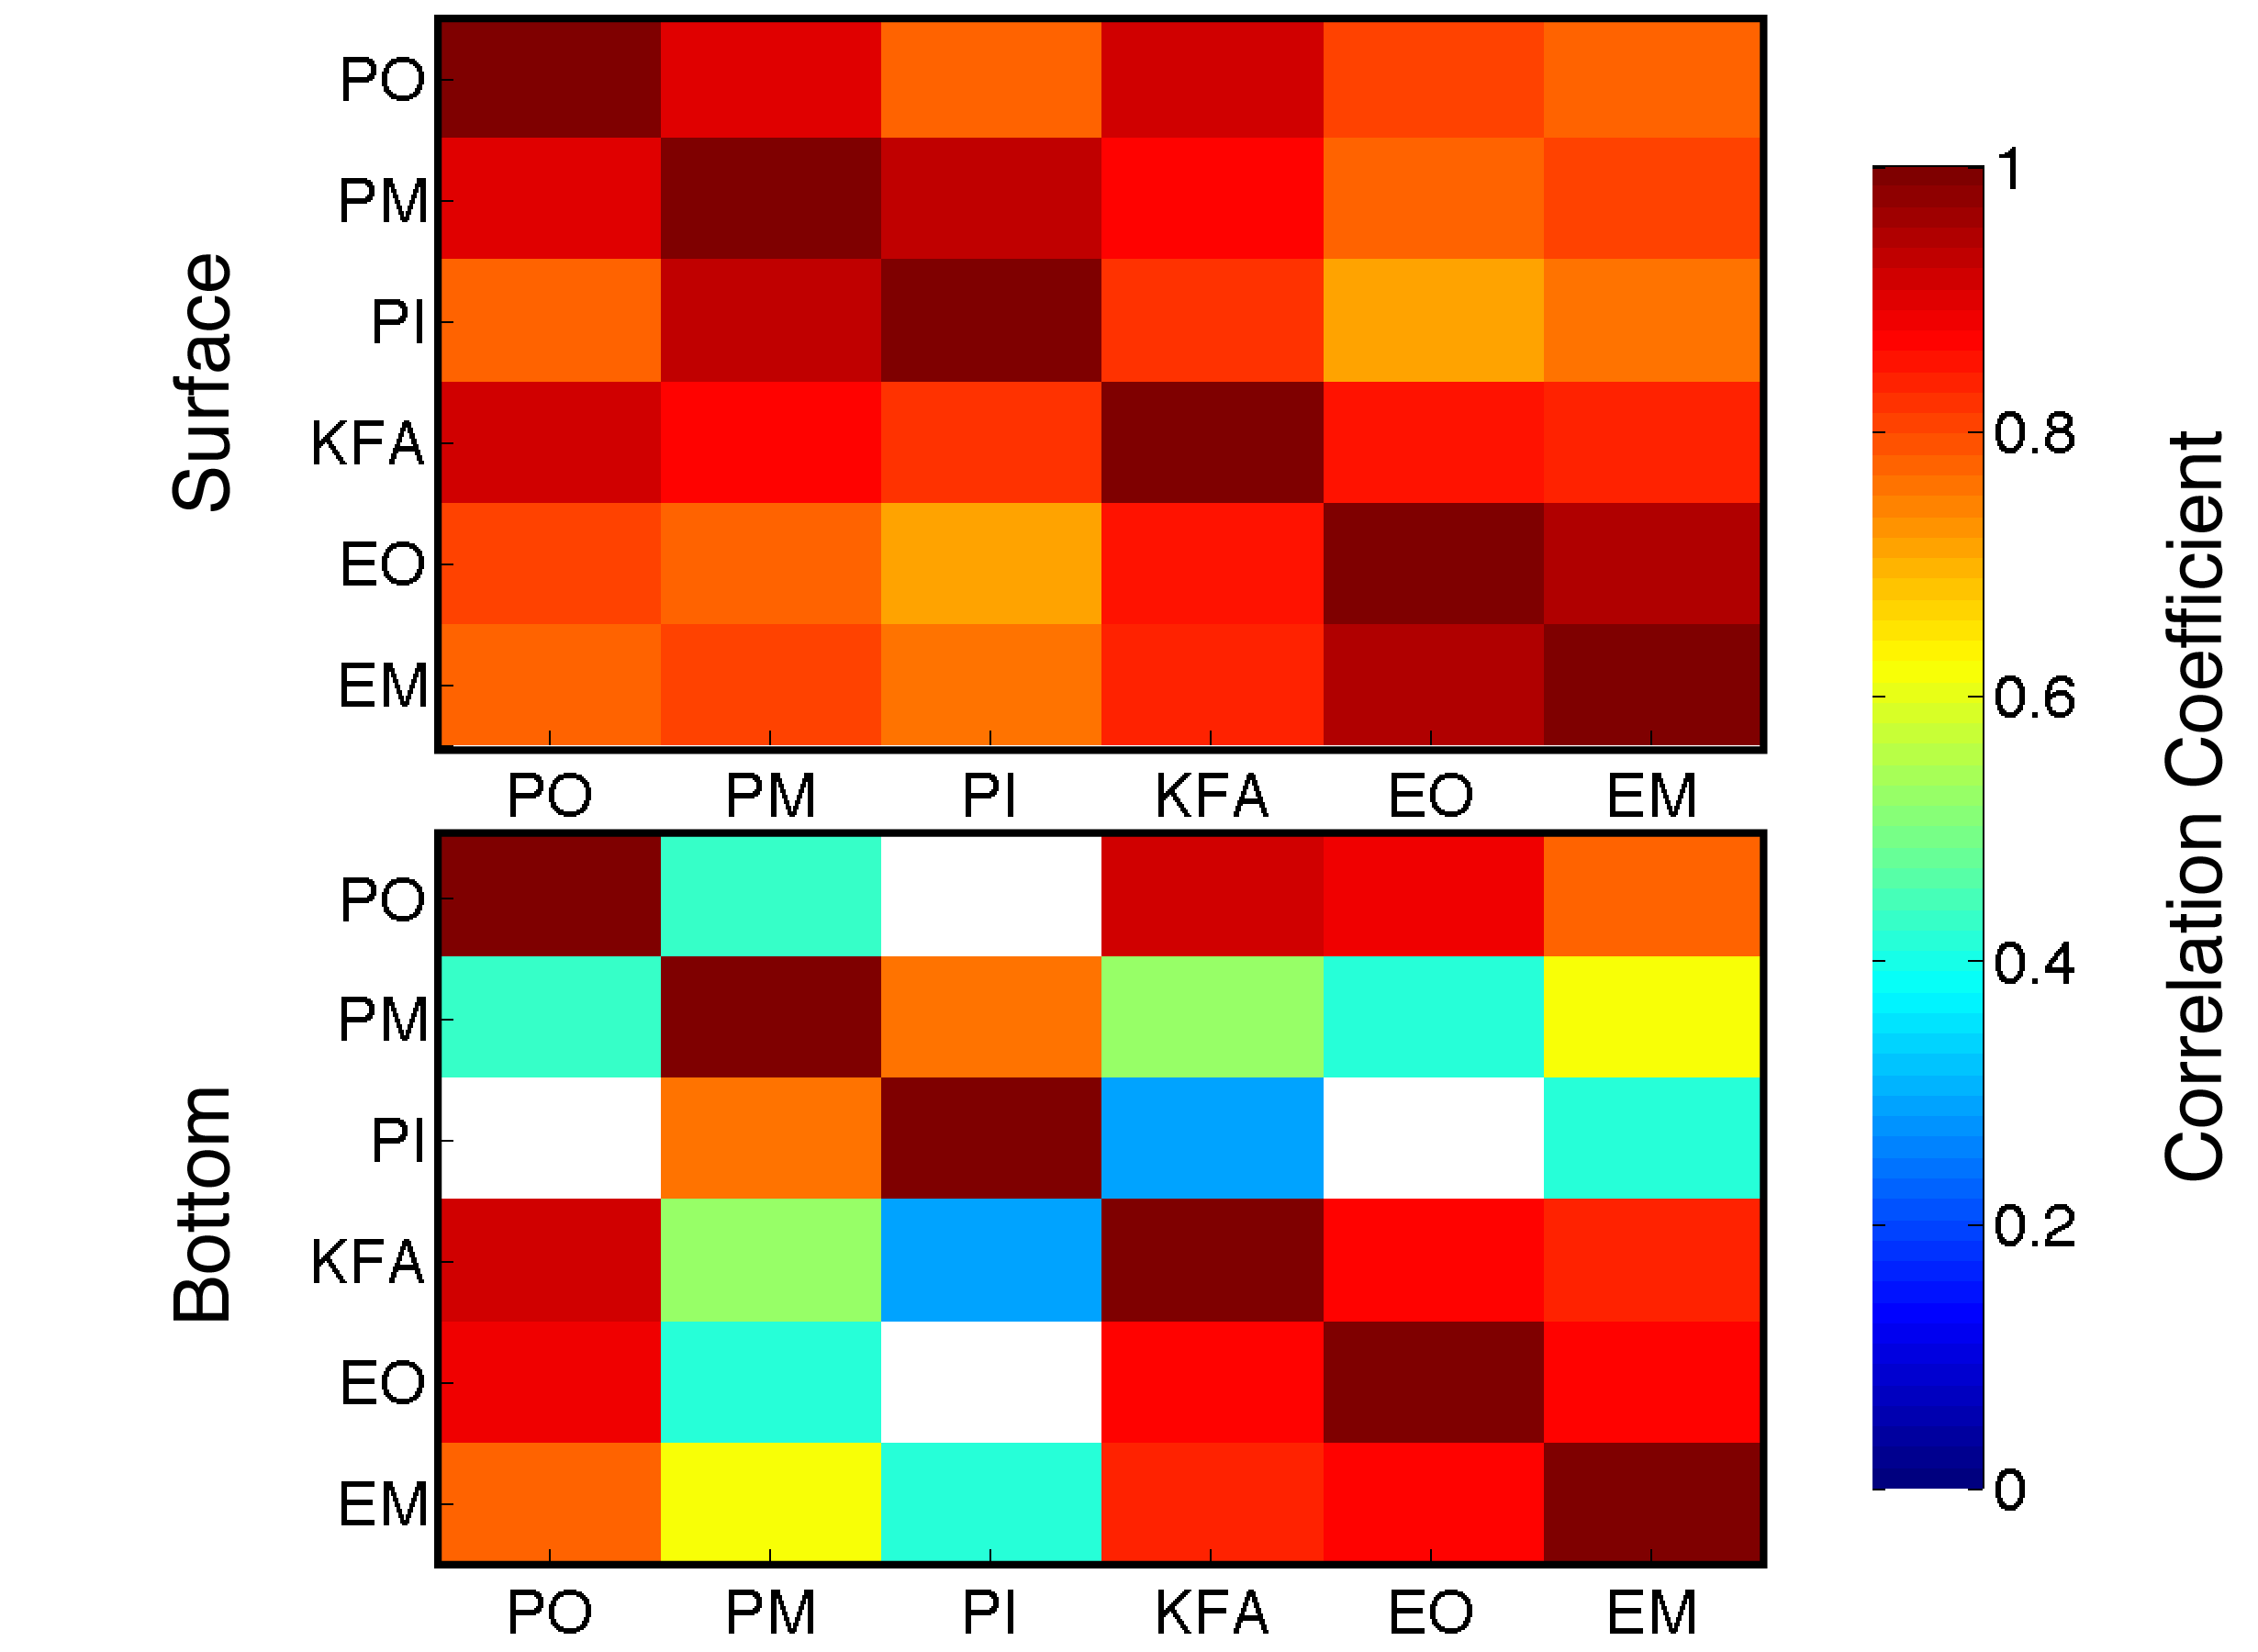 Surface
PO
PM
PI
KFA
EO
EM
PO PM PI KFA EO EM
Bottom
PO
PM
PI
KFA
EO
EM
PO PM PI KFA EO EM
1
0.8
0.6
0.4
0.2
0
Correlation Coefficient